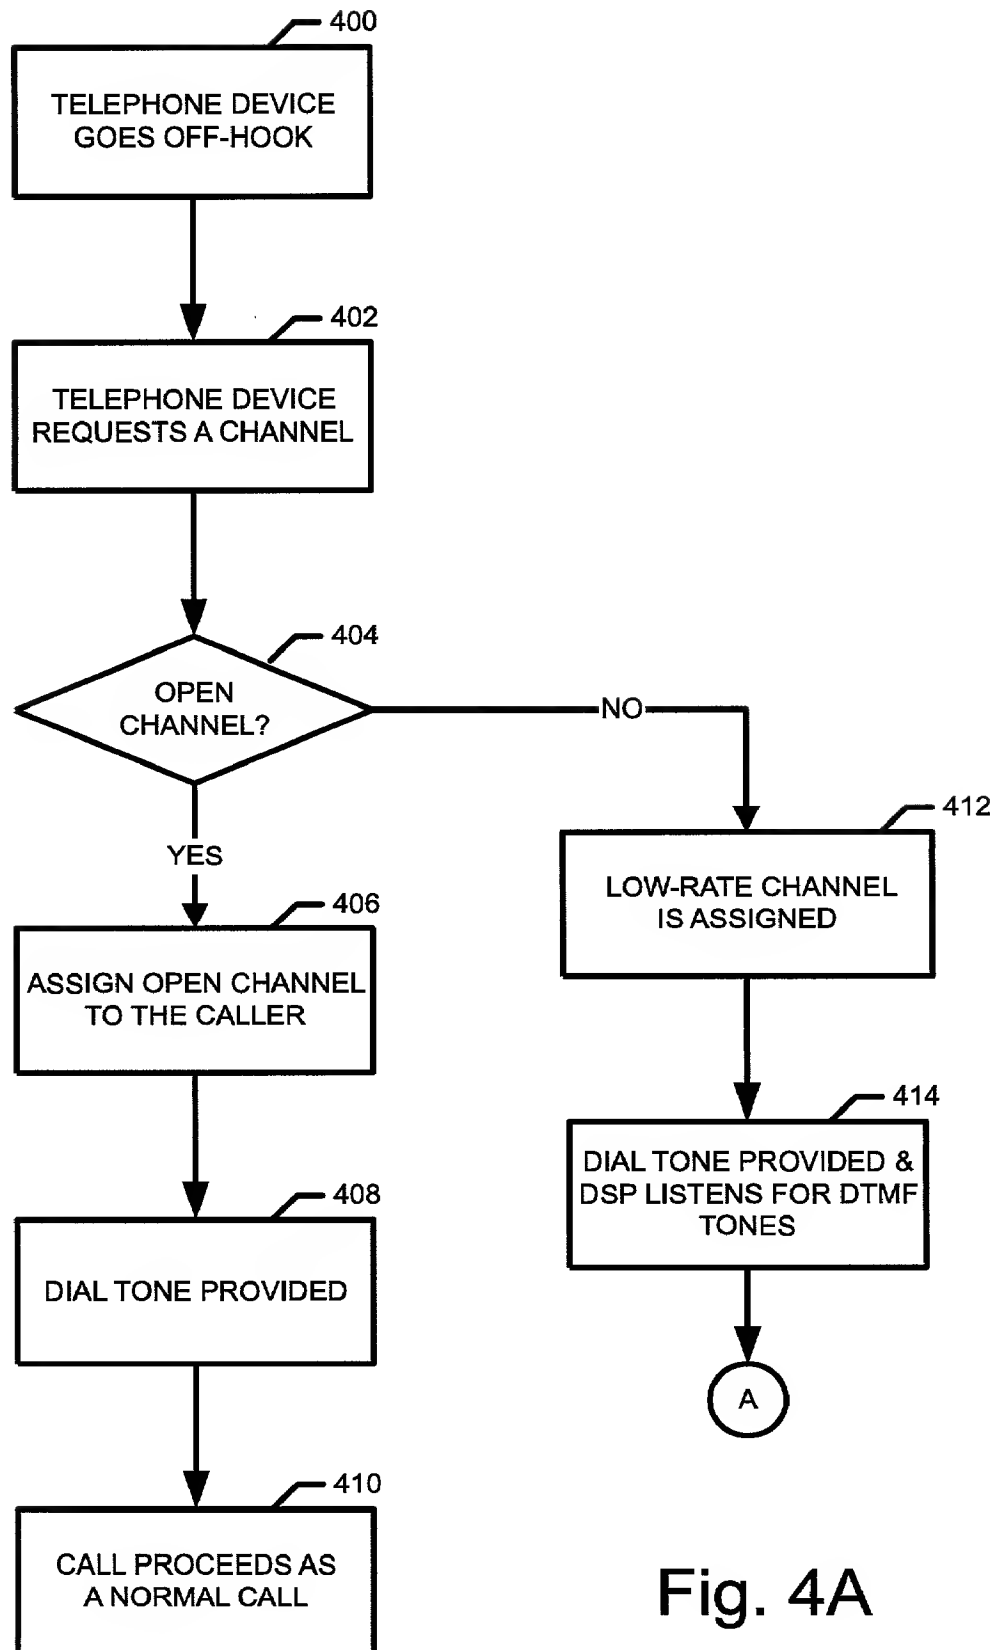 400
TELEPHONE DEVICE
GOES OFF-HOOK
402
TELEPHONE DEVICE
REQUESTS A CHANNEL
404
OPEN
CHANNEL?
NO
YES
412
LOW-RATE CHANNEL
IS ASSIGNED
406
ASSIGN OPEN CHANNEL
TO THE CALLER
414
DIAL TONE PROVIDED &
DSP LISTENS FOR DTMF
TONES
408
DIAL TONE PROVIDED
A
410
CALL PROCEEDS AS
A NORMAL CALL
Fig. 4A